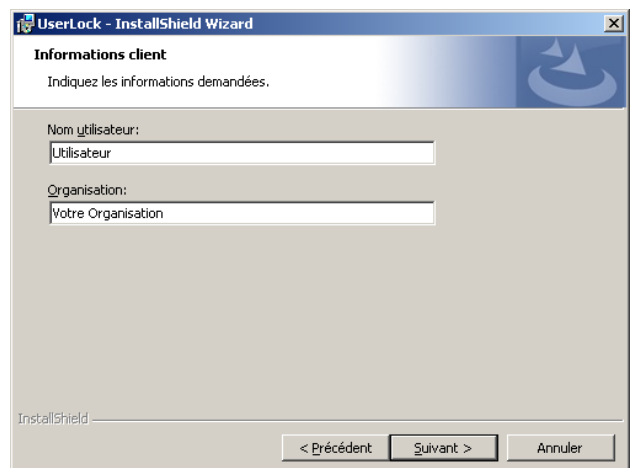 UserLock - InstallShield Wizard
Informations client
Indiquez les informations demandées.
Nom utilisateur:
Utilisateur
Organisation:
Votre Organisation
InstallShield
< Précédent
Suivant >
Annuler